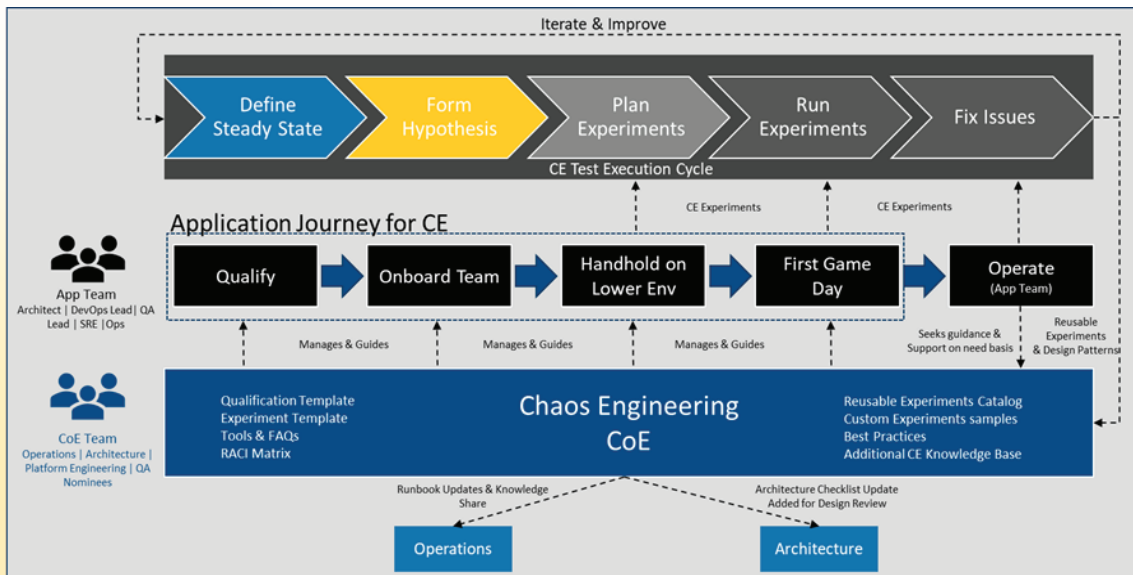 Iterate & Improve
Define
Steady State
Form
Hypothesis
Plan
Experiments
Run
Experiments
Fix Issues
CE Test Execution Cycle
CE Experiments
CE Experiments
Application Journey for CE
App Team
Architect | DevOps Lead| QA
Lead | SRE |Ops
Qualify
Onboard Team
Handhold on
Lower Env
First Game
Day
Operate
(App Team)
Manages & Guides
Manages & Guides
Manages & Guides
Seeks guidance &
Support on need basis
Reusable
Experiments
& Design Patterns
CoE Team
Operations | Architecture |
Platform Engineering | QA
Nominees
Qualification Template
Experiment Template
Tools & FAQs
RACI Matrix
Chaos Engineering
CoE
Reusable Experiments Catalog
Custom Experiments samples
Best Practices
Additional CE Knowledge Base
Runbook Updates & Knowledge
Share
Architecture Checklist Update
Added for Design Review
Operations
Architecture